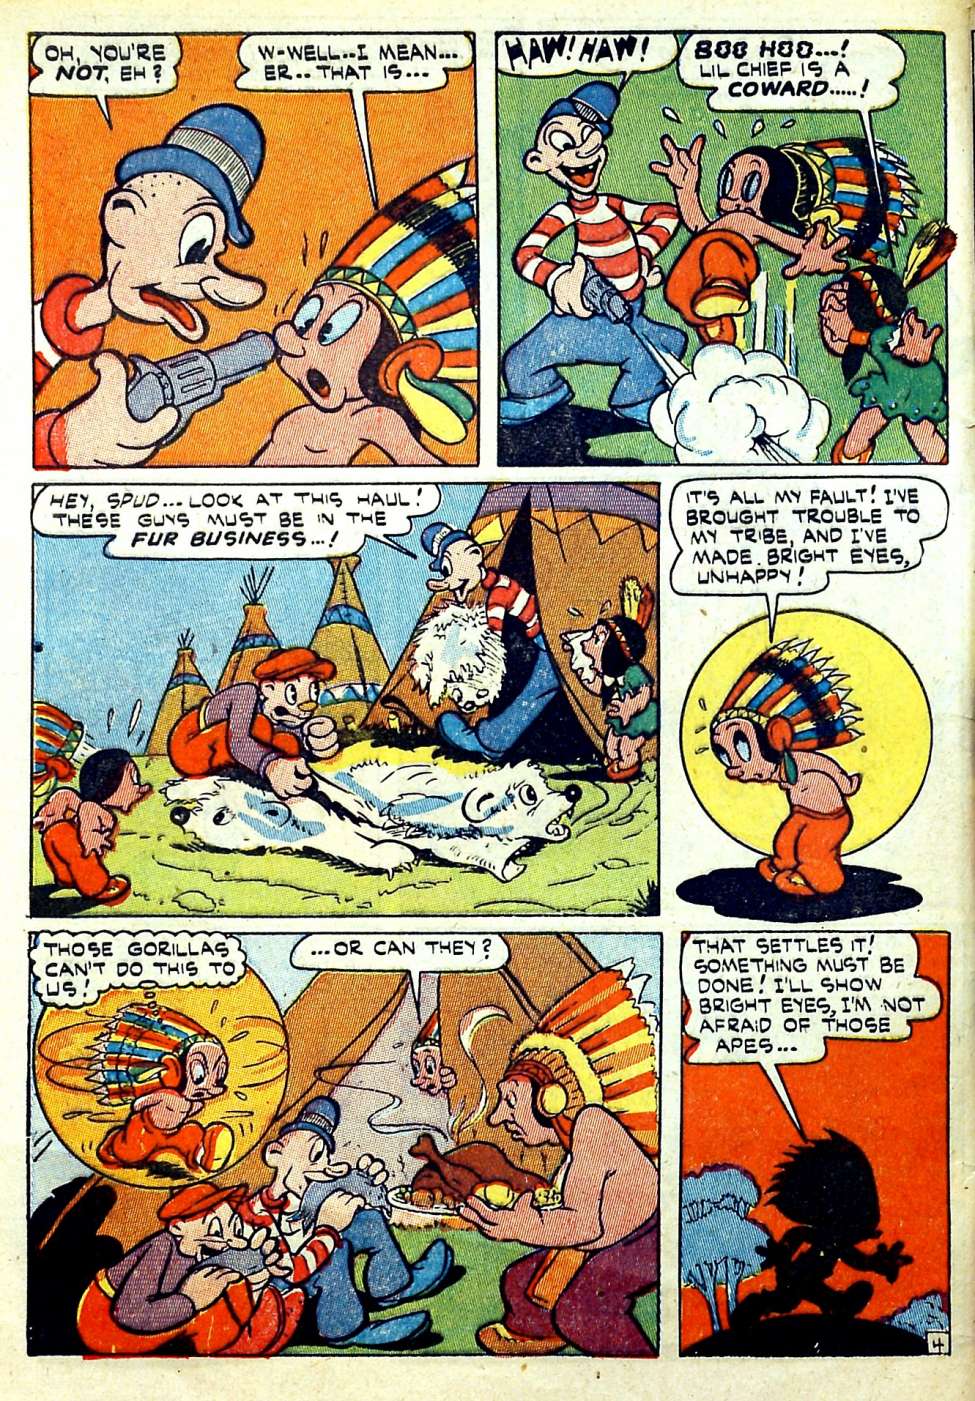 OH, YOU'RE
NOT, EH?
W-WELL..I MEAN...
ER.. THAT IS...
HAW! HAW!
BOO HOO...!
LIL CHIEF IS A
COWARD.....!
HEY, SPUD... LOOK AT THIS HAUL!
THESE GUYS MUST BE IN THE
FUR BUSINESS...!
IT'S ALL MY FAULT! I'VE
BROUGHT TROUBLE TO
MY TRIBE, AND I'VE
MADE BRIGHT EYES,
UNHAPPY!
THOSE GORILLAS
CAN'T DO THIS TO
US!
...OR CAN THEY?
THAT SETTLES IT!
SOMETHING MUST BE
DONE! I'LL SHOW
BRIGHT EYES, I'M NOT
AFRAID OF THOSE
APES...
4